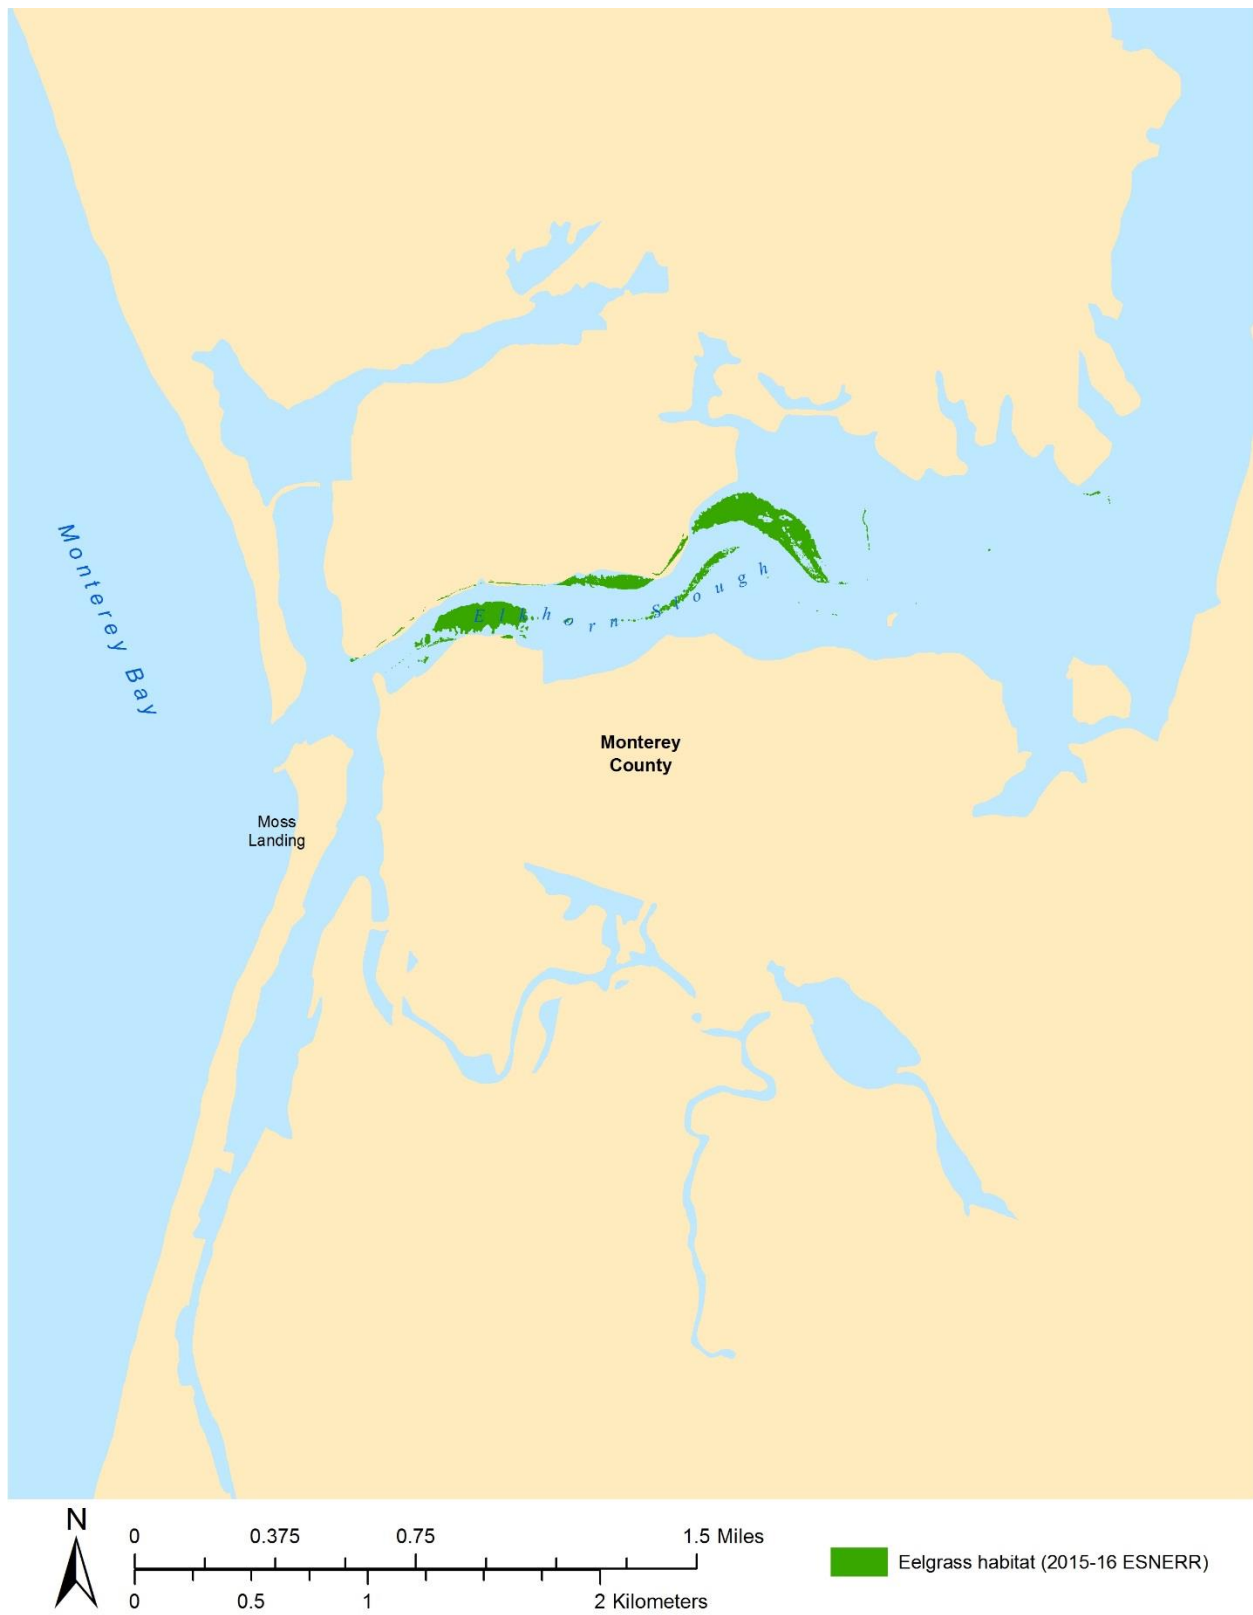 Monterey Bay
Elkhorn Slough
Monterey
County
Moss
Landing
N
0 0.375 0.75 1.5 Miles
0 0.5 1 2 Kilometers
Eelgrass habitat (2015-16 ESNERR)